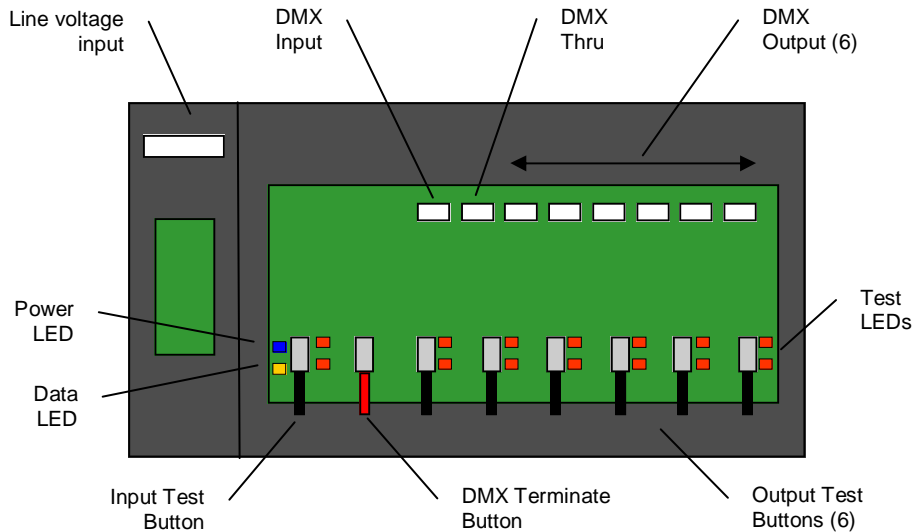 Line voltage
input
DMX
Input
DMX
Thru
DMX
Output (6)
Power
LED
Data
LED
Test
LEDs
Input Test
Button
DMX Terminate
Button
Output Test
Buttons (6)